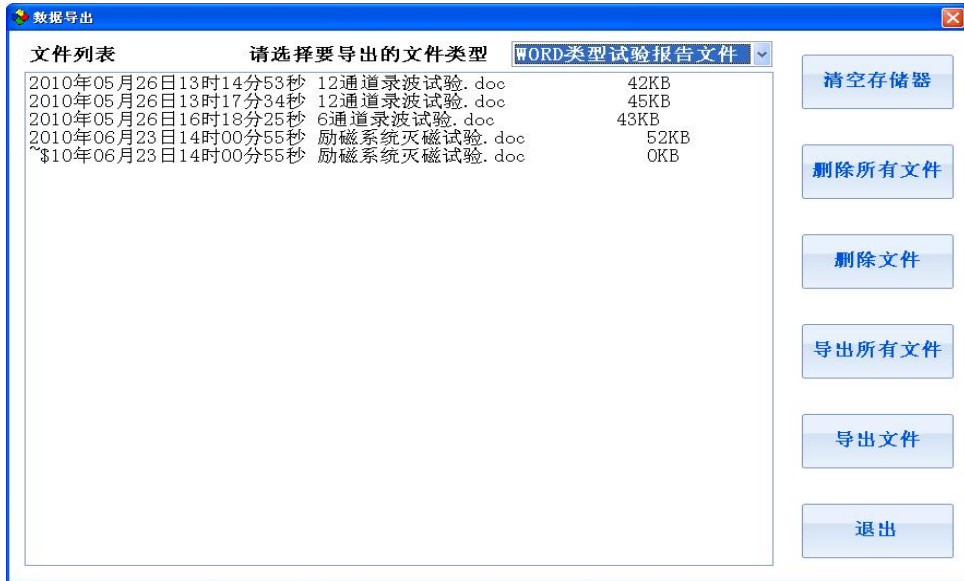 数据导出
文件列表 请选择要导出的文件类型 WORD类型试验报告文件
2010年05月26日13时14分53秒 12通道录波试验.doc 42KB
2010年05月26日13时17分34秒 12通道录波试验.doc 45KB
2010年05月26日16时18分25秒 6通道录波试验.doc 43KB
2010年06月23日14时00分55秒 励磁系统灭磁试验.doc 52KB
~$10年06月23日14时00分55秒 励磁系统灭磁试验.doc 0KB
清空存储器
删除所有文件
删除文件
导出所有文件
导出文件
退出